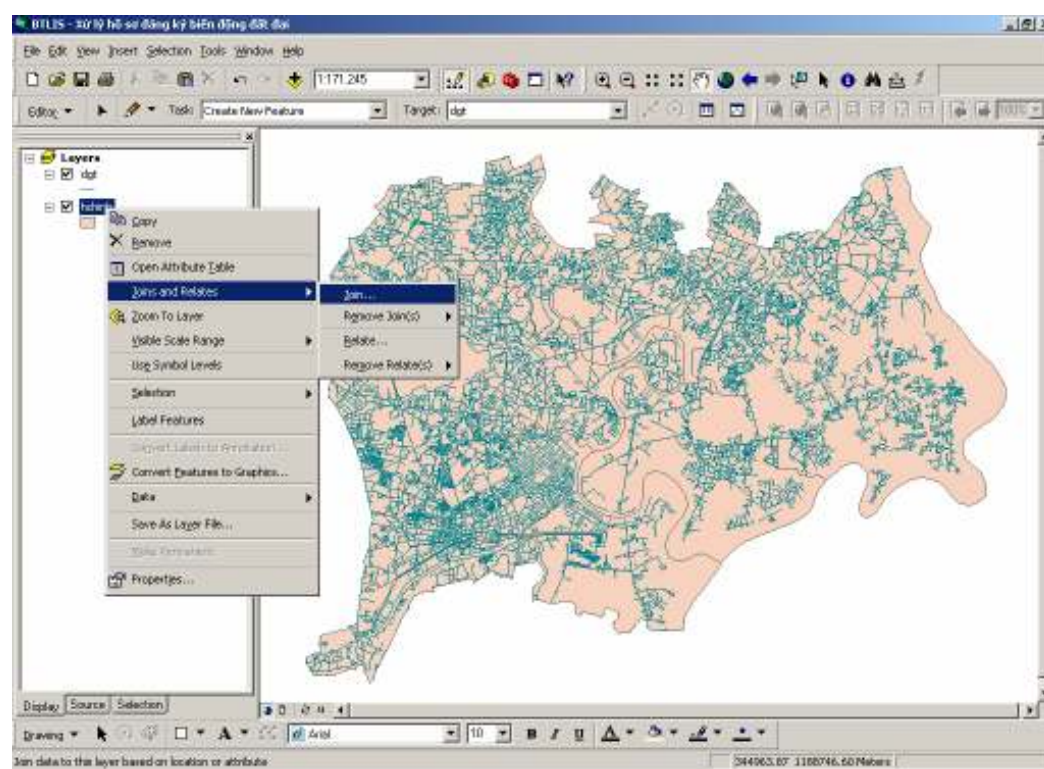 BTLIS - Xử lý hồ sơ đăng ký biến động đất đai
File Edit View Insert Selection Tools Window Help
1:171.245
Editor Task: Create New Feature Target: dgt
Layers
dgt
Copy
Remove
Open Attribute Table
Joins and Relates
Join...
Zoom To Layer
Remove Join(s)
Visible Scale Range
Relate...
Use Symbol Levels
Remove Relate(s)
Selection
Label Features
Convert Labels to Annotation...
Convert Features to Graphics...
Data
Save As Layer File...
Make Permanent
Properties...
Display Source Selection
Drawing A Arial 10 B I U A
Join data to this layer based on location or attribute
344963.87 1188746.60 Meters